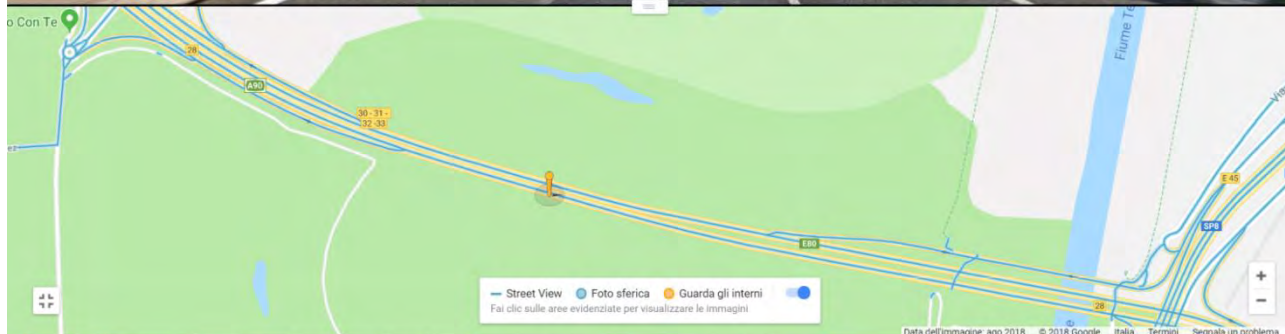 o Con Te
28
A90
30 - 31 -
32 -33
Fiume Te
E 45
SP8
E80
28
Street View
Foto sferica
Guarda gli interni
Fai clic sulle aree evidenziate per visualizzare le immagini
+
−
Data dell'immagine: ago 2018 © 2018 Google Italia Termini Segnala un problema